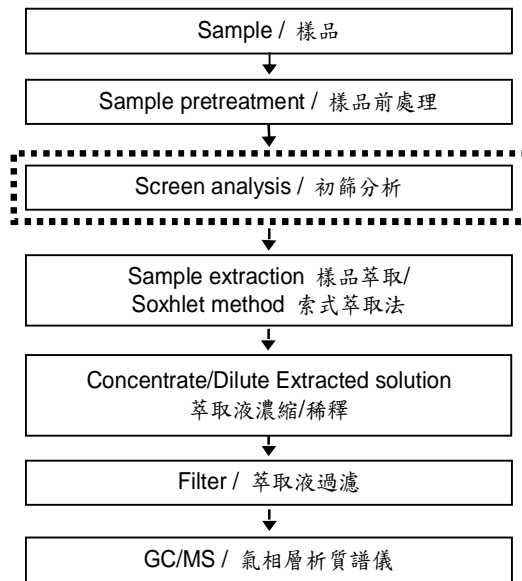 Sample / 樣品
Sample pretreatment / 樣品前處理
Screen analysis / 初篩分析
Sample extraction 樣品萃取/
Soxhlet method 索式萃取法
Concentrate/Dilute Extracted solution
萃取液濃縮/稀釋
Filter / 萃取液過濾
GC/MS / 氣相層析質譜儀